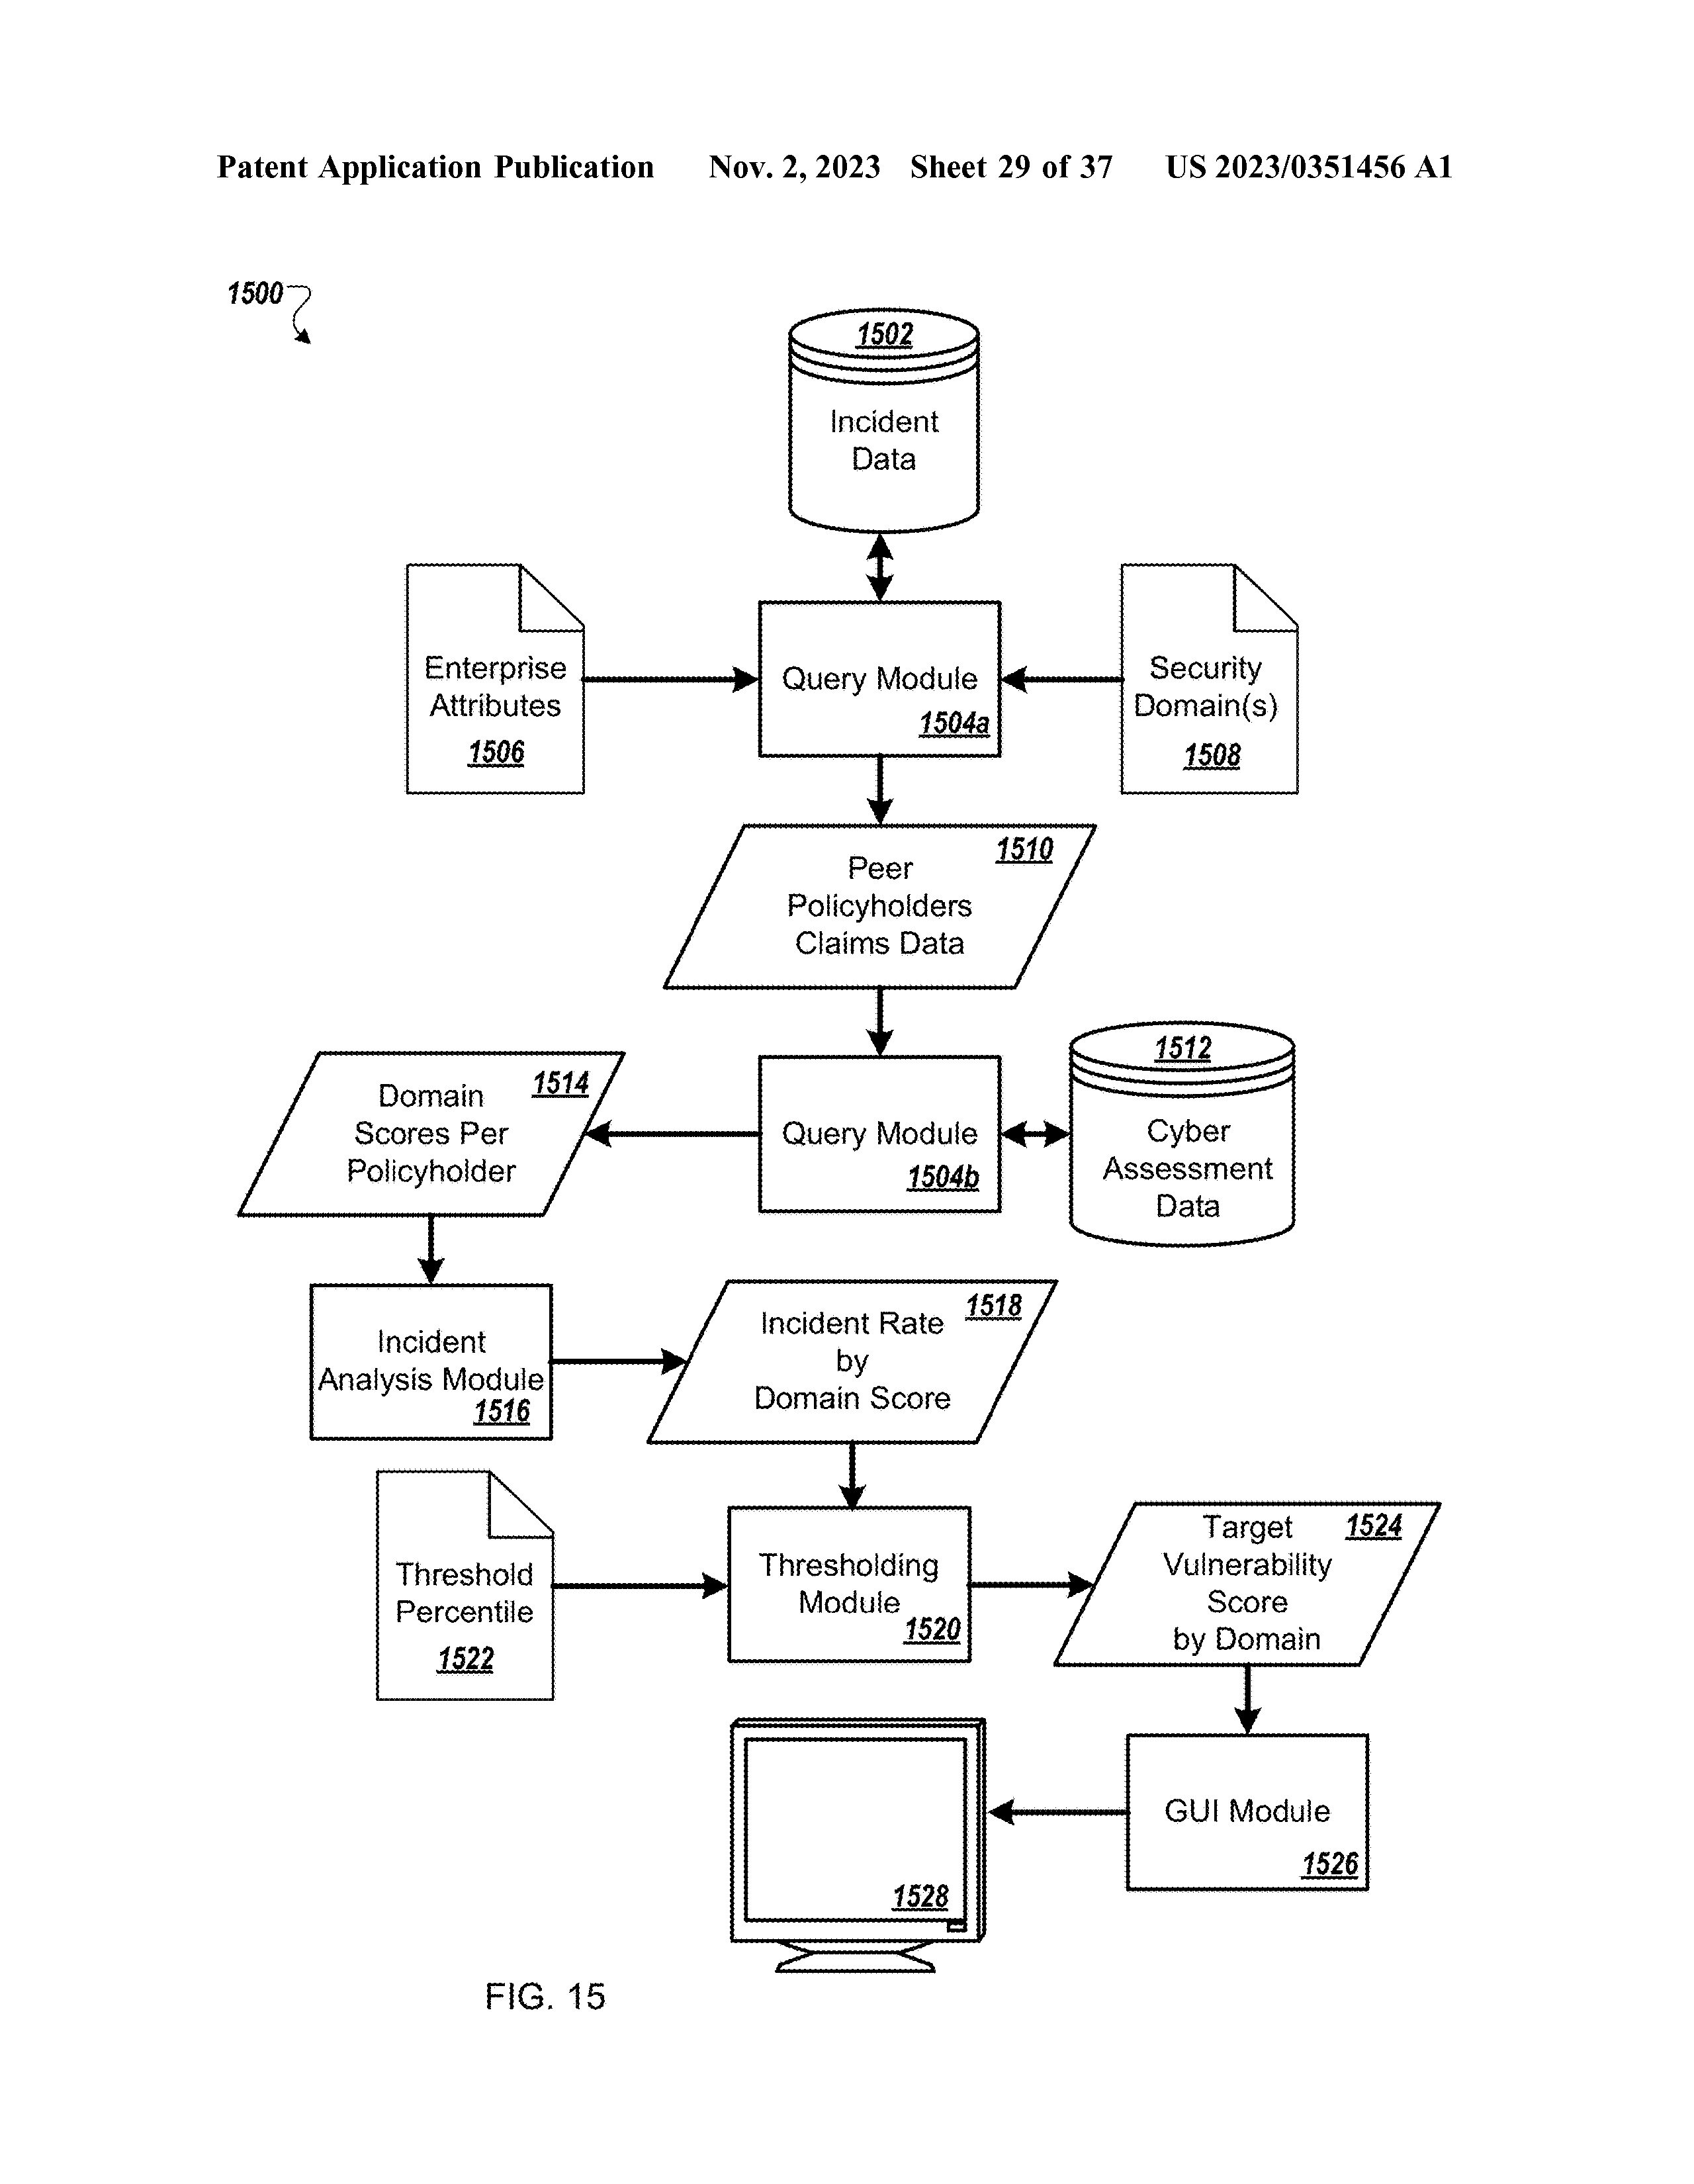 Patent Application Publication Nov. 2, 2023 Sheet 29 of 37 US 2023/0351456 A1
1500
1502
Incident
Data
Enterprise
Attributes
1506
Query Module
1504a
Security
Domain(s)
1508
1510
Peer
Policyholders
Claims Data
1514
Domain
Scores Per
Policyholder
Query Module
1504b
1512
Cyber
Assessment
Data
Incident
Analysis Module
1516
1518
Incident Rate
by
Domain Score
Threshold
Percentile
1522
Thresholding
Module
1520
1524
Target
Vulnerability
Score
by Domain
GUI Module
1526
1528
FIG. 15